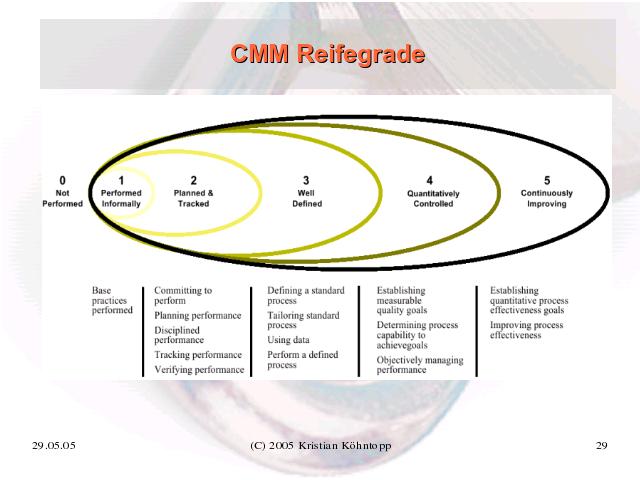 CMM Reifegrade
0
Not
Performed
1
Performed
Informally
2
Planned &
Tracked
3
Well
Defined
4
Quantitatively
Controlled
5
Continuously
Improving
Base
practices
performed
Committing to
perform
Planning performance
Disciplined
performance
Tracking performance
Verifying performance
Defining a standard
process
Tailoring standard
process
Using data
Perform a defined
process
Establishing
measurable
quality goals
Determining process
capability to
achievegoals
Objectively managing
performance
Establishing
quantitative process
effectiveness goals
Improving process
effectiveness
29.05.05
(C) 2005 Kristian Köhntopp
29